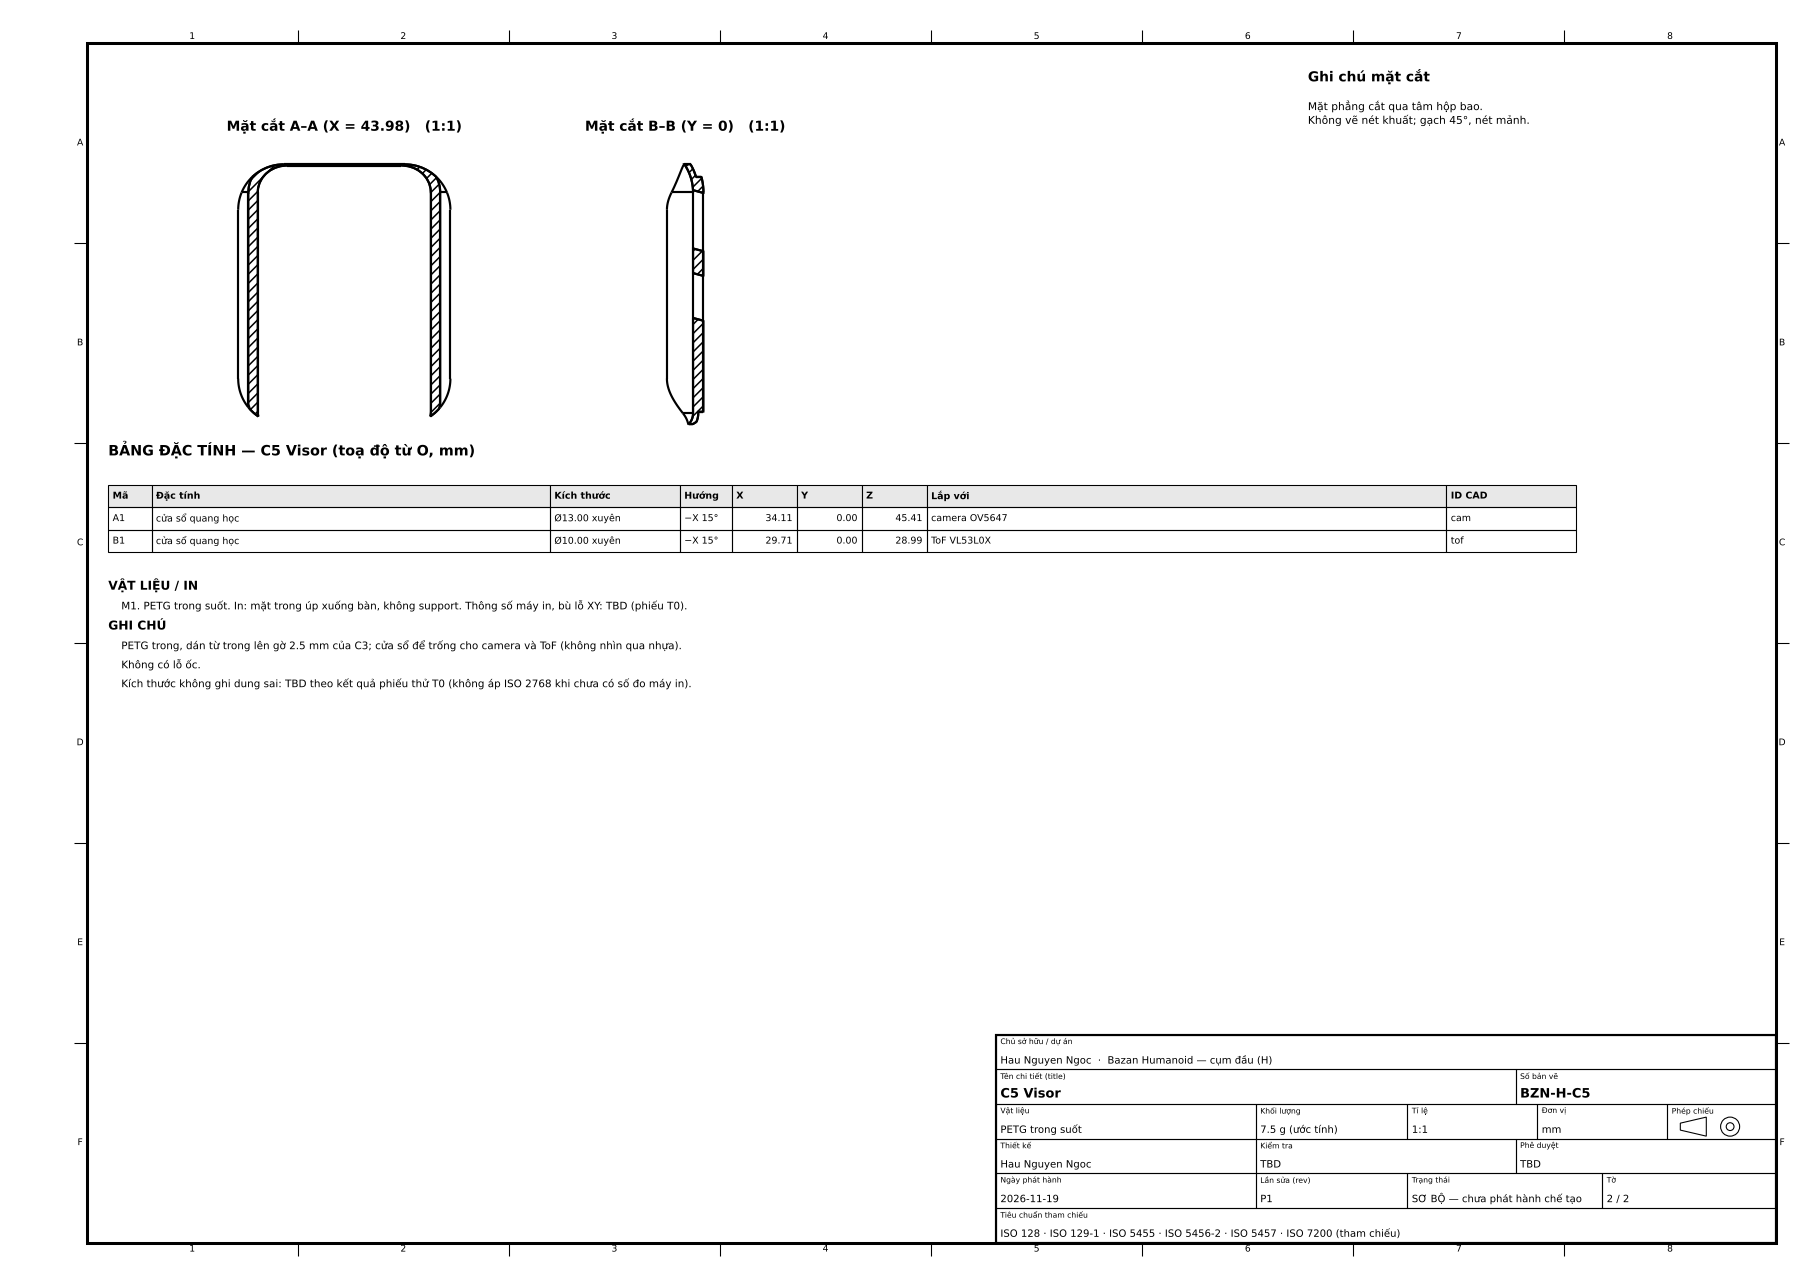 1 2 3 4 5 6 7 8
Ghi chú mặt cắt
Mặt phẳng cắt qua tâm hộp bao.
Không vẽ nét khuất; gạch 45°, nét mảnh.
Mặt cắt A–A (X = 43.98) (1:1)
Mặt cắt B–B (Y = 0) (1:1)
A A
B B
BẢNG ĐẶC TÍNH — C5 Visor (toạ độ từ O, mm)
Mã Đặc tính Kích thước Hướng X Y Z Lắp với ID CAD
A1 cửa sổ quang học Ø13.00 xuyên −X 15° 34.11 0.00 45.41 camera OV5647 cam
B1 cửa sổ quang học Ø10.00 xuyên −X 15° 29.71 0.00 28.99 ToF VL53L0X tof
C C
VẬT LIỆU / IN
M1. PETG trong suốt. In: mặt trong úp xuống bàn, không support. Thông số máy in, bù lỗ XY: TBD (phiếu T0).
GHI CHÚ
PETG trong, dán từ trong lên gờ 2.5 mm của C3; cửa sổ để trống cho camera và ToF (không nhìn qua nhựa).
Không có lỗ ốc.
Kích thước không ghi dung sai: TBD theo kết quả phiếu thử T0 (không áp ISO 2768 khi chưa có số đo máy in).
D D
E E
Chủ sở hữu / dự án
Hau Nguyen Ngoc · Bazan Humanoid — cụm đầu (H)
Tên chi tiết (title) Số bản vẽ
C5 Visor BZN-H-C5
Vật liệu Khối lượng Tỉ lệ Đơn vị Phép chiếu
PETG trong suốt 7.5 g (ước tính) 1:1 mm
F F
Thiết kế Kiểm tra Phê duyệt
Hau Nguyen Ngoc TBD TBD
Ngày phát hành Lần sửa (rev) Trạng thái Tờ
2026-11-19 P1 SƠ BỘ — chưa phát hành chế tạo 2 / 2
Tiêu chuẩn tham chiếu
ISO 128 · ISO 129-1 · ISO 5455 · ISO 5456-2 · ISO 5457 · ISO 7200 (tham chiếu)
1 2 3 4 5 6 7 8